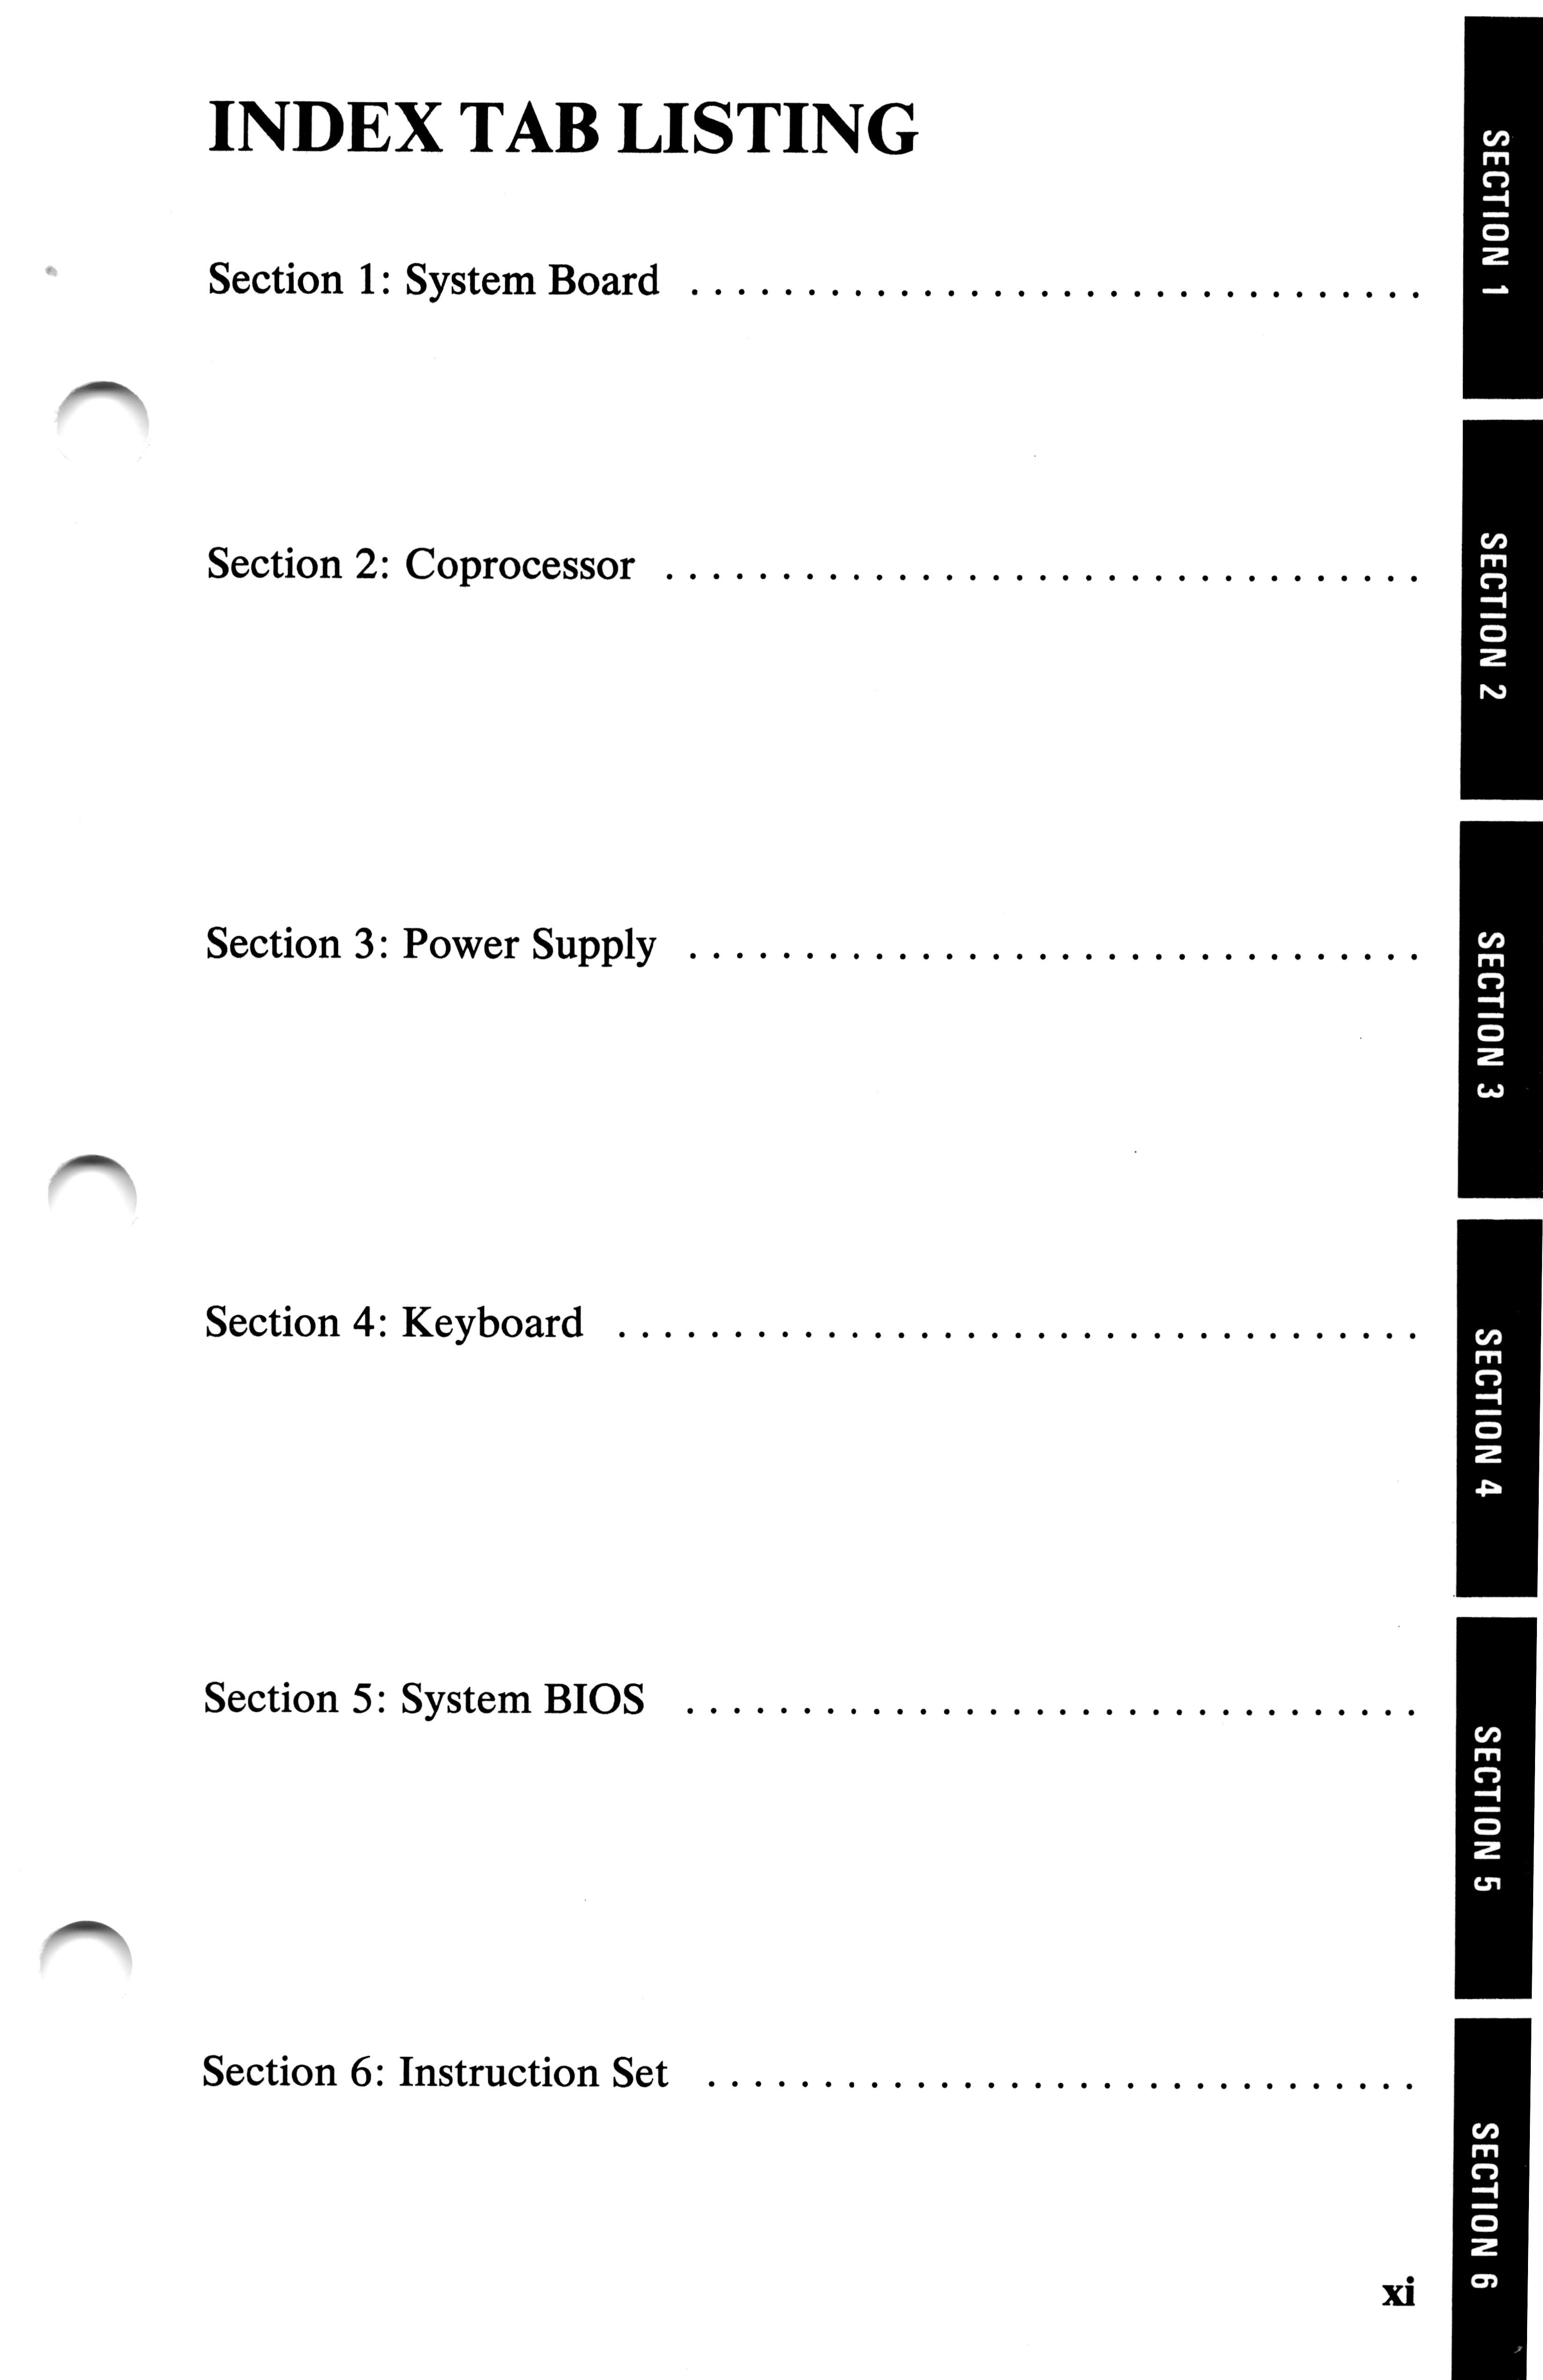 INDEX TAB LISTING
Section 1: System Board ................................
SECTION 1
Section 2: Coprocessor .................................
SECTION 2
Section 3: Power Supply ................................
SECTION 3
Section 4: Keyboard ...................................
SECTION 4
Section 5: System BIOS ................................
SECTION 5
Section 6: Instruction Set ...............................
SECTION 6
xi